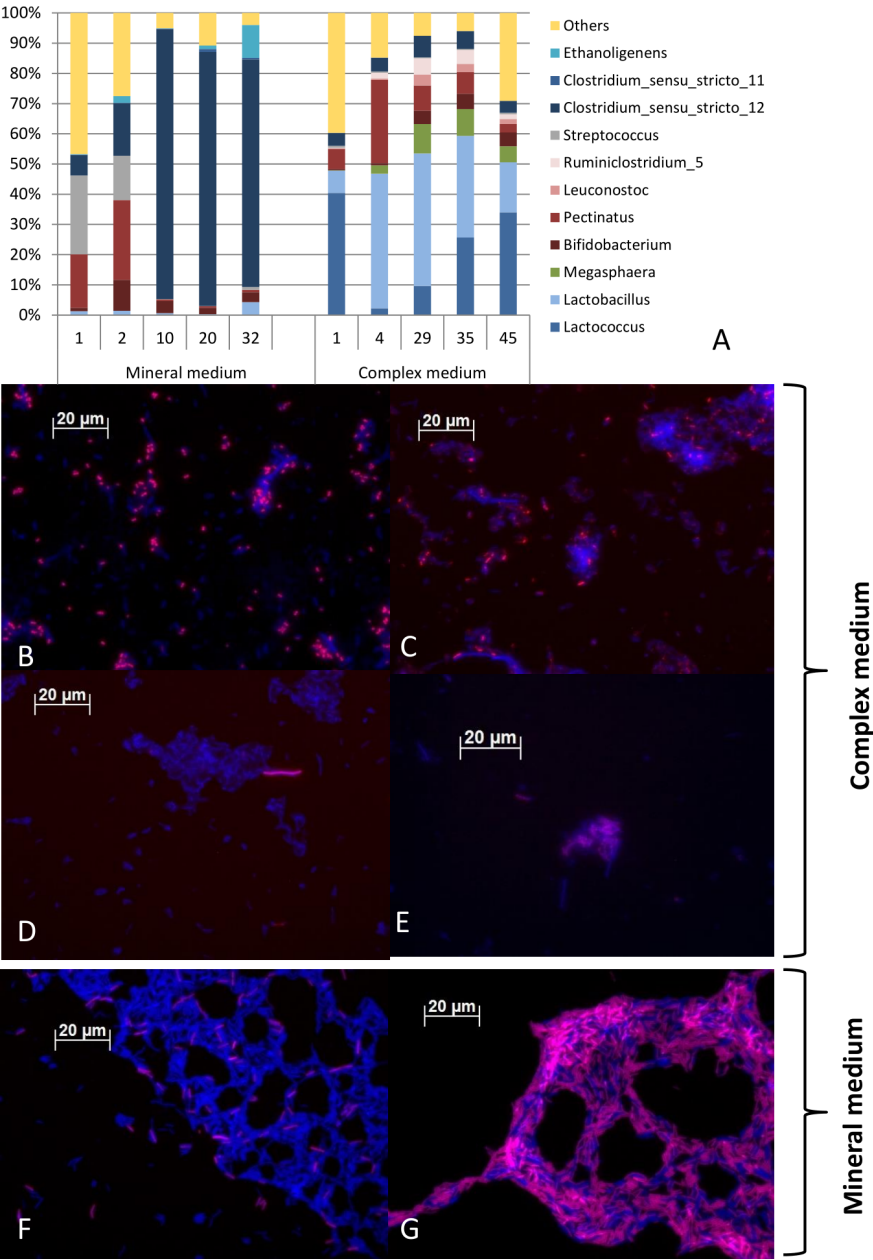 100%
90%
80%
70%
60%
50%
40%
30%
20%
10%
0%
1 2 10 20 32 1 4 29 35 45
Mineral medium Complex medium
Others
Ethanoligenens
Clostridium_sensu_stricto_11
Clostridium_sensu_stricto_12
Streptococcus
Ruminiclostridium_5
Leuconostoc
Pectinatus
Bifidobacterium
Megasphaera
Lactobacillus
Lactococcus
A
20 µm
B
20 µm
C
20 µm
D
20 µm
E
Complex medium
20 µm
F
20 µm
G
Mineral medium